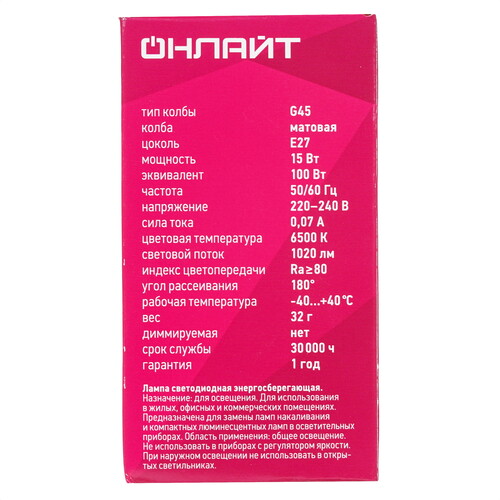 ОНЛАЙТ
тип колбы G45
колба матовая
цоколь E27
мощность 15 Вт
эквивалент 100 Вт
частота 50/60 Гц
напряжение 220–240 В
сила тока 0,07 А
цветовая температура 6500 К
световой поток 1020 лм
индекс цветопередачи Ra≥80
угол рассеивания 180°
рабочая температура -40...+40°C
вес 32 г
диммируемая нет
срок службы 30 000 ч
гарантия 1 год
Лампа светодиодная энергосберегающая.
Назначение: для освещения. Для использования
в жилых, офисных и коммерческих помещениях.
Предназначена для замены ламп накаливания
и компактных люминесцентных ламп в осветительных
приборах. Область применения: общее освещение.
Не использовать в приборах с регулятором яркости.
При наружном освещении не использовать в откры-
тых светильниках.